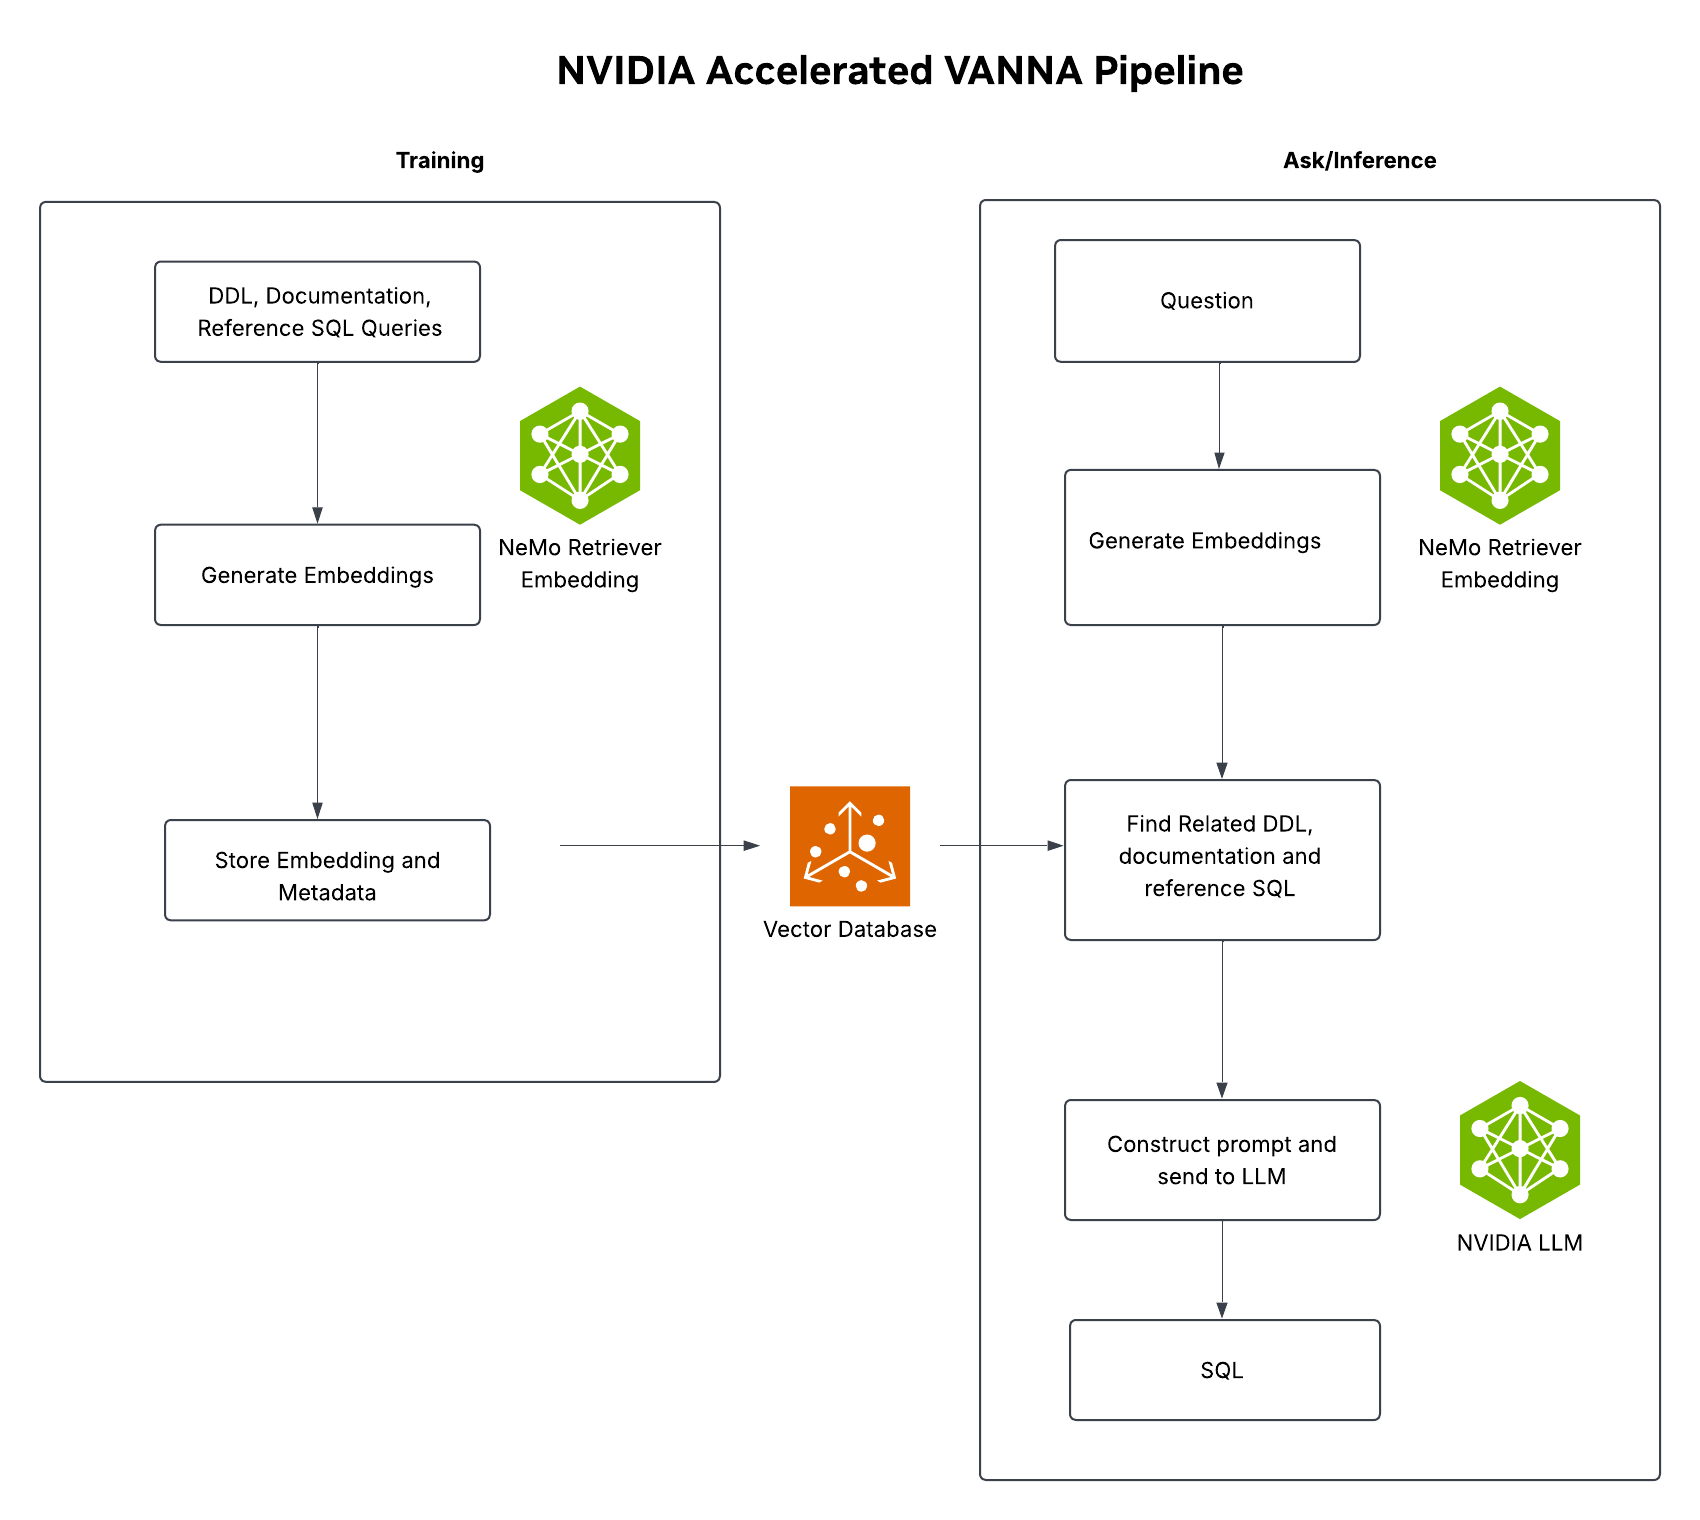 NVIDIA Accelerated VANNA Pipeline
Training
DDL, Documentation,
Reference SQL Queries
NeMo Retriever
Embedding
Generate Embeddings
Store Embedding and
Metadata
Vector Database
Ask/Inference
Question
Generate Embeddings
NeMo Retriever
Embedding
Find Related DDL,
documentation and
reference SQL
Construct prompt and
send to LLM
NVIDIA LLM
SQL